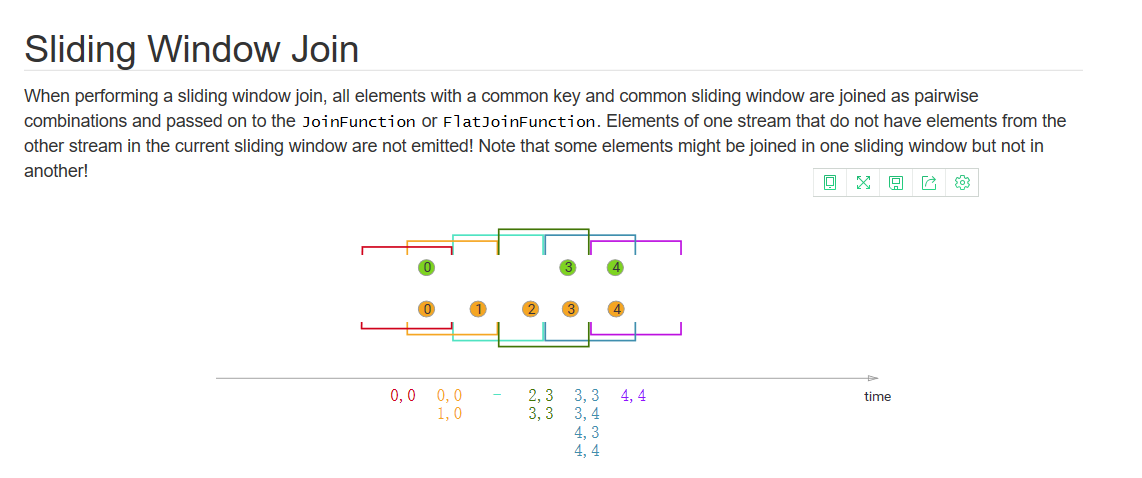 Sliding Window Join
When performing a sliding window join, all elements with a common key and common sliding window are joined as pairwise
combinations and passed on to the JoinFunction or FlatJoinFunction. Elements of one stream that do not have elements from the
other stream in the current sliding window are not emitted! Note that some elements might be joined in one sliding window but not in
another!
0 3 4
0 1 2 3 4
0,0 0,0 - 2,3 3,3 4,4
time
1,0 3,3 3,4
4,3
4,4